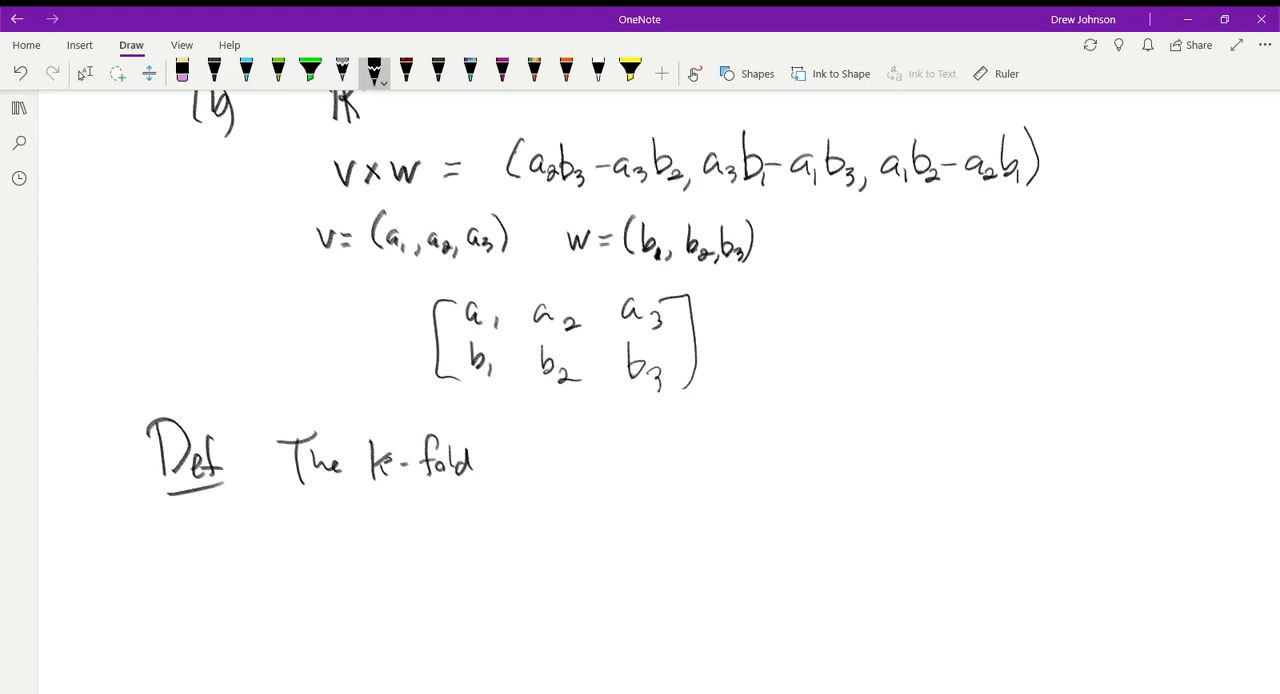 OneNote
Drew Johnson
Home Insert Draw View Help
Share
Shapes Ink to Shape Ink to Text Ruler
v × w = (a₂b₃ − a₃b₂, a₃b₁ − a₁b₃, a₁b₂ − a₂b₁)
v = (a₁, a₂, a₃) w = (b₁, b₂, b₃)
[a₁ a₂ a₃
b₁ b₂ b₃]
Def The k-fold